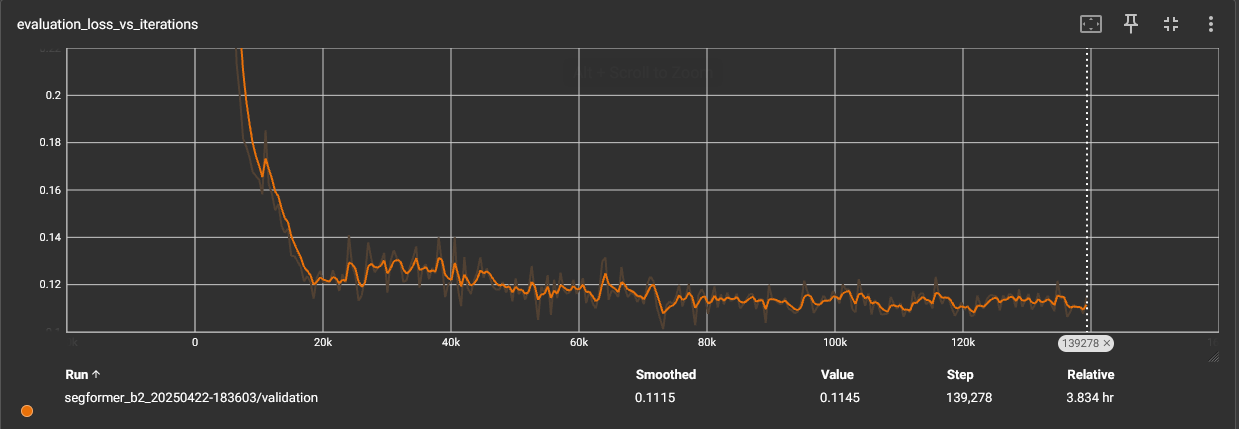 evaluation_loss_vs_iterations
0.2
0.18
0.16
0.14
0.12
0 20k 40k 60k 80k 100k 120k 139278 ×
Run ↑ Smoothed Value Step Relative
segformer_b2_20250422-183603/validation 0.1115 0.1145 139,278 3.834 hr